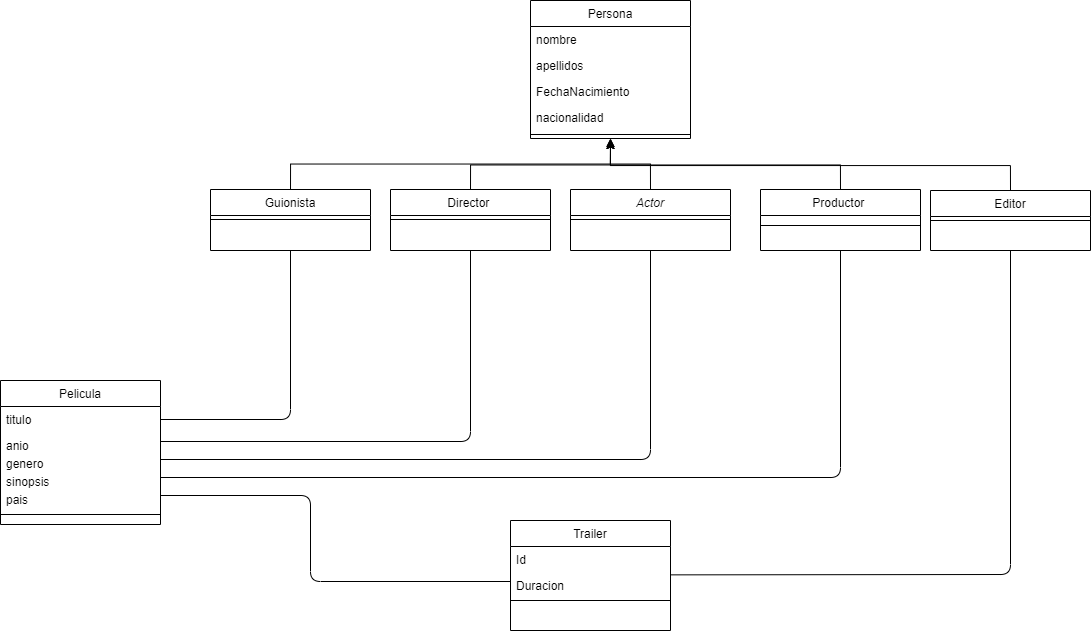 Persona
nombre
apellidos
FechaNacimiento
nacionalidad
Guionista
Director
Actor
Productor
Editor
Pelicula
titulo
anio
genero
sinopsis
pais
Trailer
Id
Duracion